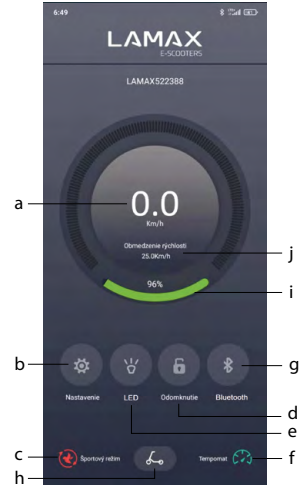 6:49
LAMAX
E-SCOOTERS
LAMAX522388
a
0.0
Km/h
Obmedzenie rýchlosti
25.0Km/h
j
96%
i
b
g
Nastavenie
LED
Odomknutie
Bluetooth
d
e
c
Športový režim
Tempomat
f
h